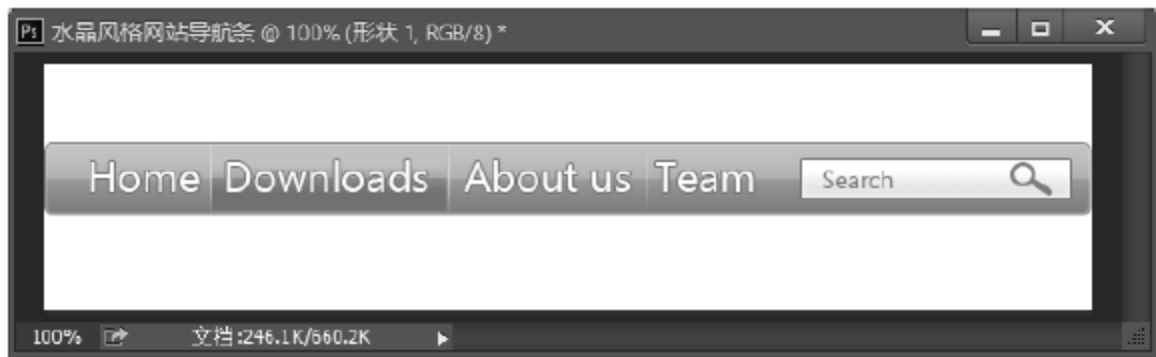 Ps 水晶风格网站导航条 @ 100% (形状 1, RGB/8) *
Home Downloads About us Team Search
100% 文档:246.1K/660.2K